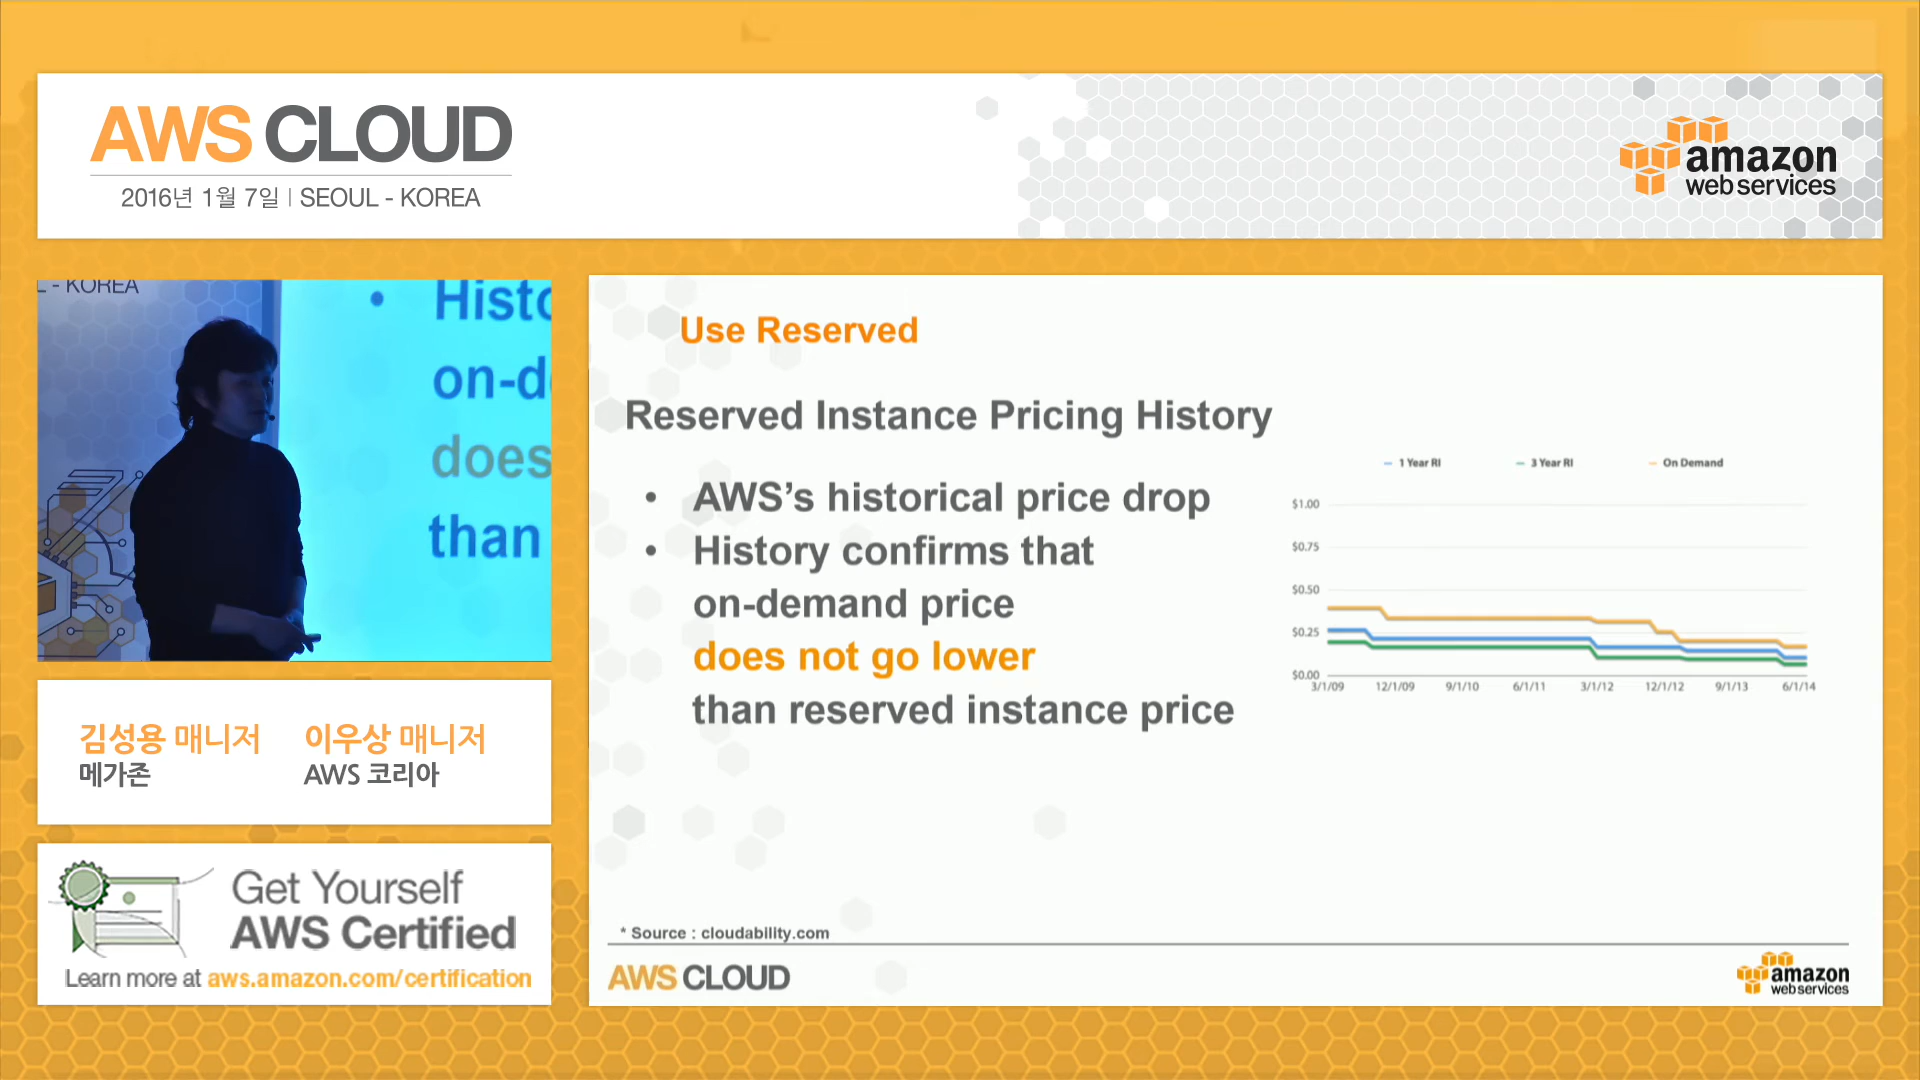 AWS CLOUD
2016년 1월 7일 | SEOUL - KOREA
amazon
web services
- KOREA
•
on-d
does
than
김성용 매니저
메가존
이우상 매니저
AWS 코리아
Get Yourself
AWS Certified
Learn more at aws.amazon.com/certification
Use Reserved
Reserved Instance Pricing History
• AWS’s historical price drop
• History confirms that
on-demand price
does not go lower
than reserved instance price
1 Year RI 3 Year RI On Demand
$1.00
$0.75
$0.50
$0.25
$0.00
3/1/09 12/1/09 9/1/10 6/1/11 3/1/12 12/1/12 9/1/13 6/1/14
* Source : cloudability.com
AWS CLOUD
amazon
web services